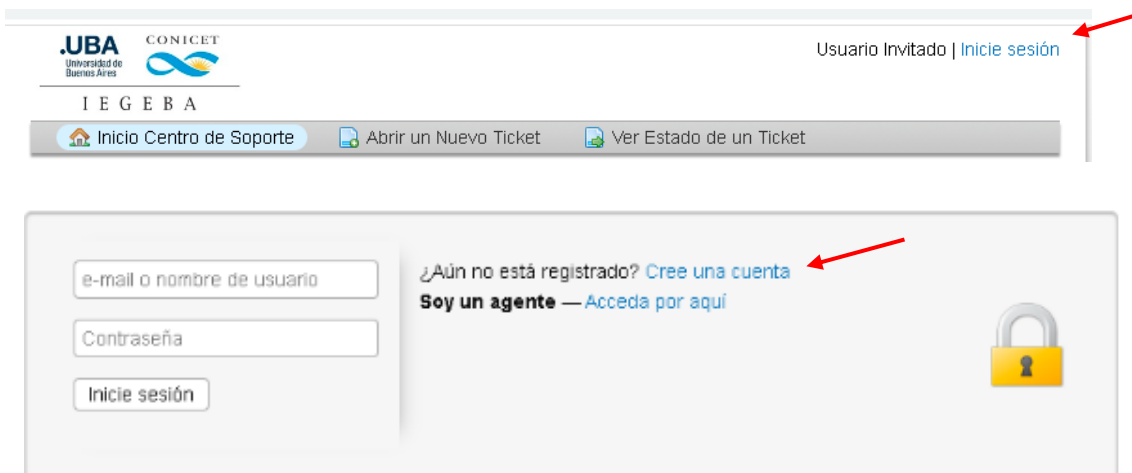 .UBA
Universidad de
Buenos Aires
CONICET
I E G E B A
Usuario Invitado | Inicie sesión
Inicio Centro de Soporte Abrir un Nuevo Ticket Ver Estado de un Ticket
e-mail o nombre de usuario
Contraseña
Inicie sesión
¿Aún no está registrado? Cree una cuenta
Soy un agente — Acceda por aquí